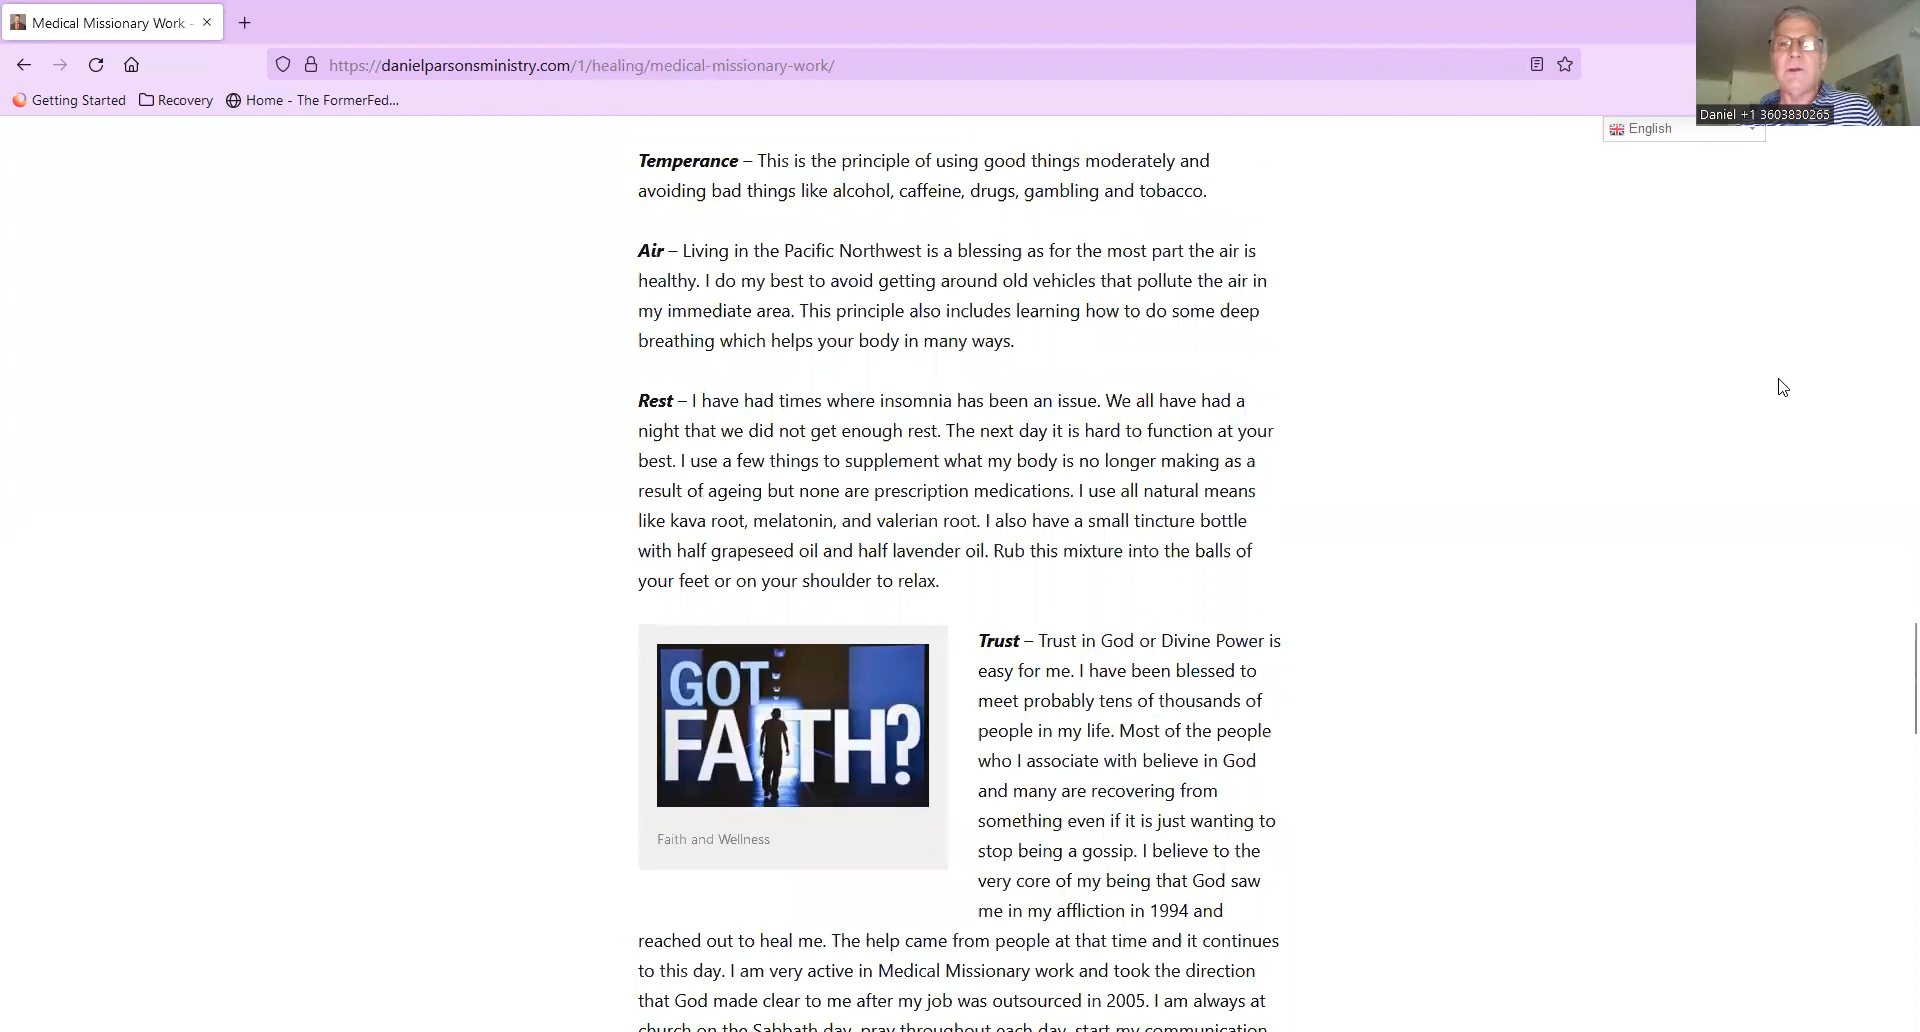 Medical Missionary Work -
https://danielparsonsministry.com/1/healing/medical-missionary-work/
Getting Started Recovery Home - The FormerFed...
Daniel +1 3603830265
English
Temperance – This is the principle of using good things moderately and
avoiding bad things like alcohol, caffeine, drugs, gambling and tobacco.
Air – Living in the Pacific Northwest is a blessing as for the most part the air is
healthy. I do my best to avoid getting around old vehicles that pollute the air in
my immediate area. This principle also includes learning how to do some deep
breathing which helps your body in many ways.
Rest – I have had times where insomnia has been an issue. We all have had a
night that we did not get enough rest. The next day it is hard to function at your
best. I use a few things to supplement what my body is no longer making as a
result of ageing but none are prescription medications. I use all natural means
like kava root, melatonin, and valerian root. I also have a small tincture bottle
with half grapeseed oil and half lavender oil. Rub this mixture into the balls of
your feet or on your shoulder to relax.
GOT
FAITH?
Faith and Wellness
Trust – Trust in God or Divine Power is
easy for me. I have been blessed to
meet probably tens of thousands of
people in my life. Most of the people
who I associate with believe in God
and many are recovering from
something even if it is just wanting to
stop being a gossip. I believe to the
very core of my being that God saw
me in my affliction in 1994 and
reached out to heal me. The help came from people at that time and it continues
to this day. I am very active in Medical Missionary work and took the direction
that God made clear to me after my job was outsourced in 2005. I am always at
church on the Sabbath day, pray throughout each day, start my communication